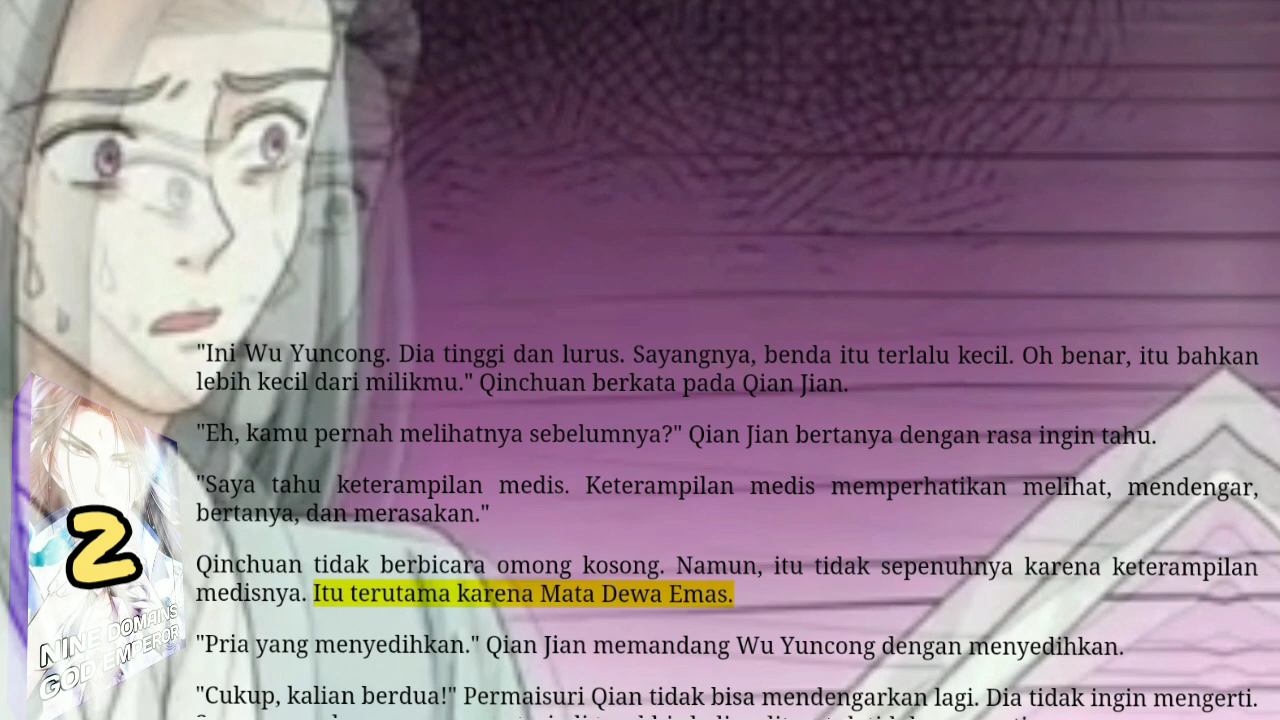 "Ini Wu Yuncong. Dia tinggi dan lurus. Sayangnya, benda itu terlalu kecil. Oh benar, itu bahkan
lebih kecil dari milikmu." Qinchuan berkata pada Qian Jian.
"Eh, kamu pernah melihatnya sebelumnya?" Qian Jian bertanya dengan rasa ingin tahu.
"Saya tahu keterampilan medis. Keterampilan medis memperhatikan melihat, mendengar,
bertanya, dan merasakan."
Qinchuan tidak berbicara omong kosong. Namun, itu tidak sepenuhnya karena keterampilan
medisnya. Itu terutama karena Mata Dewa Emas.
"Pria yang menyedihkan." Qian Jian memandang Wu Yuncong dengan menyedihkan.
"Cukup, kalian berdua!" Permaisuri Qian tidak bisa mendengarkan lagi. Dia tidak ingin mengerti.
2
NINE DOMAINS
GOD EMPEROR